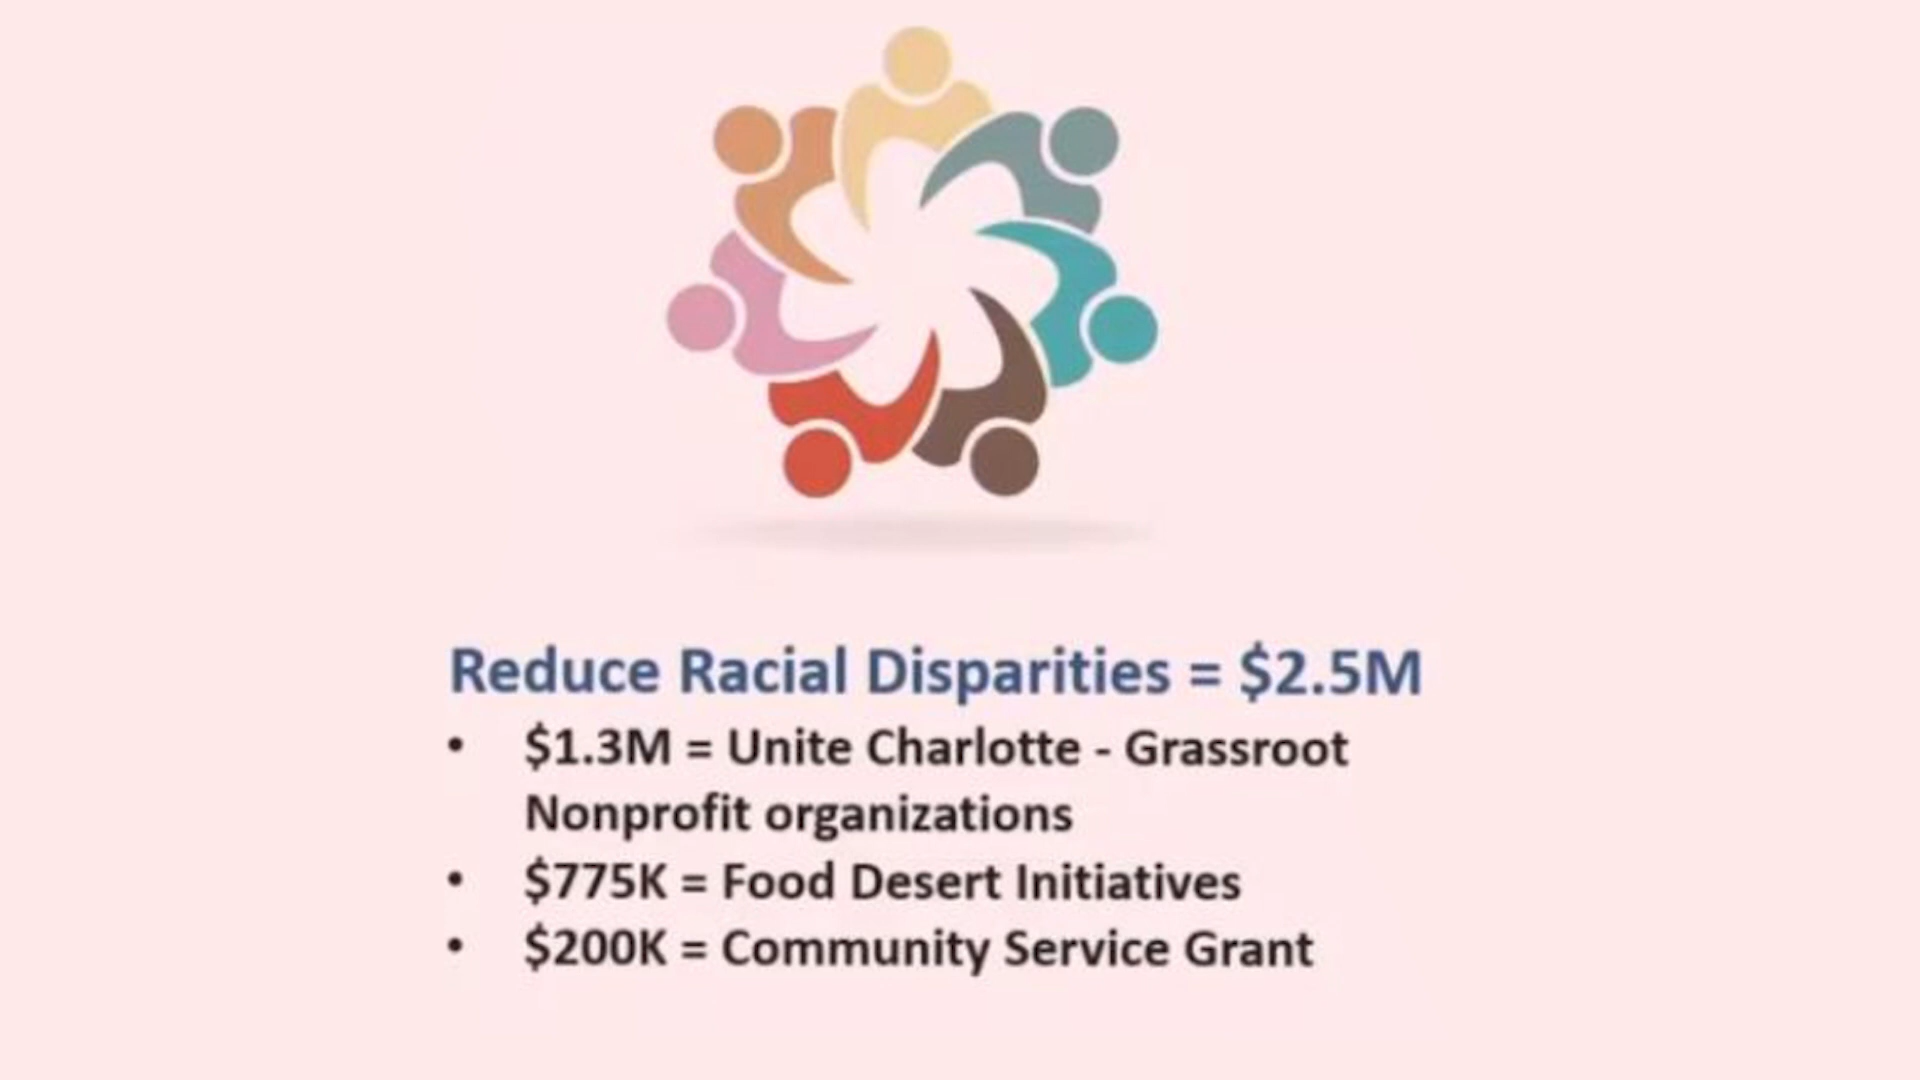 Reduce Racial Disparities = $2.5M
• $1.3M = Unite Charlotte - Grassroot
Nonprofit organizations
• $775K = Food Desert Initiatives
• $200K = Community Service Grant